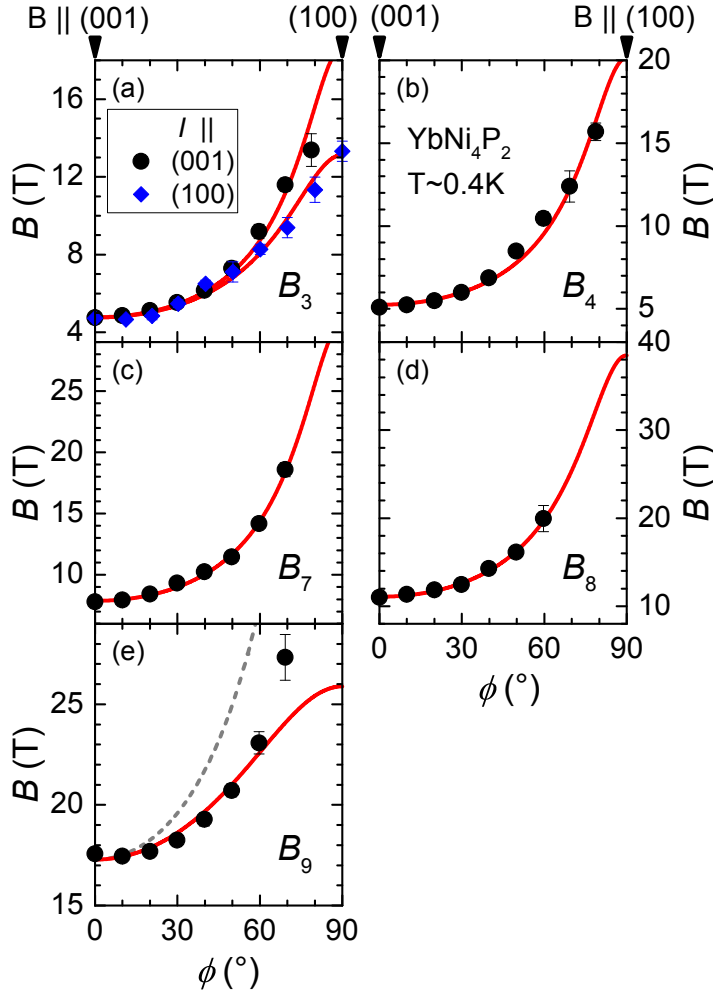 B || (001)
(100)
(001)
B || (100)
(a)
I ||
(001)
(100)
B3
B (T)
16
12
8
4
(b)
YbNi4P2
T~0.4K
B4
B (T)
20
15
10
5
(c)
B7
B (T)
25
20
15
10
(d)
B8
B (T)
40
30
20
10
0
30
60
90
ϕ (°)
(e)
B9
B (T)
25
20
15
0
30
60
90
ϕ (°)